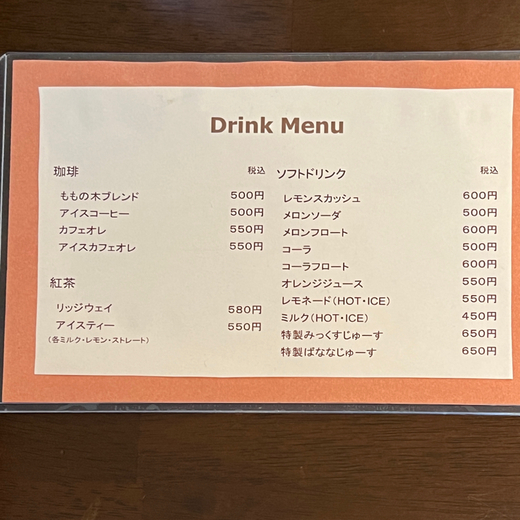 Drink Menu
珈琲 税込
ももの木ブレンド 500円
アイスコーヒー 500円
カフェオレ 550円
アイスカフェオレ 550円
紅茶
リッジウェイ 580円
アイスティー 550円
(各ミルク・レモン・ストレート)
ソフトドリンク 税込
レモンスカッシュ 600円
メロンソーダ 500円
メロンフロート 600円
コーラ 500円
コーラフロート 600円
オレンジジュース 550円
レモネード(HOT・ICE) 550円
ミルク(HOT・ICE) 450円
特製みっくすじゅーす 650円
特製ばななじゅーす 650円